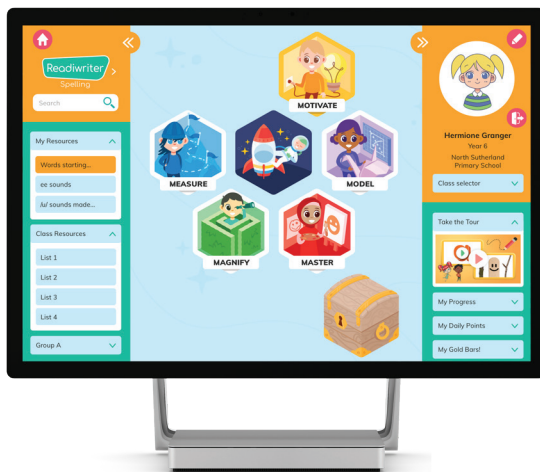 Readiwriter
Spelling
Search
My Resources
Words starting...
ee sounds
/u/ sounds made...
Class Resources
List 1
List 2
List 3
List 4
Group A
MOTIVATE
MEASURE
MODEL
MAGNIFY
MASTER
Hermione Granger
Year 6
North Sutherland
Primary School
Class selector
Take the Tour
My Progress
My Daily Points
My Gold Bars!